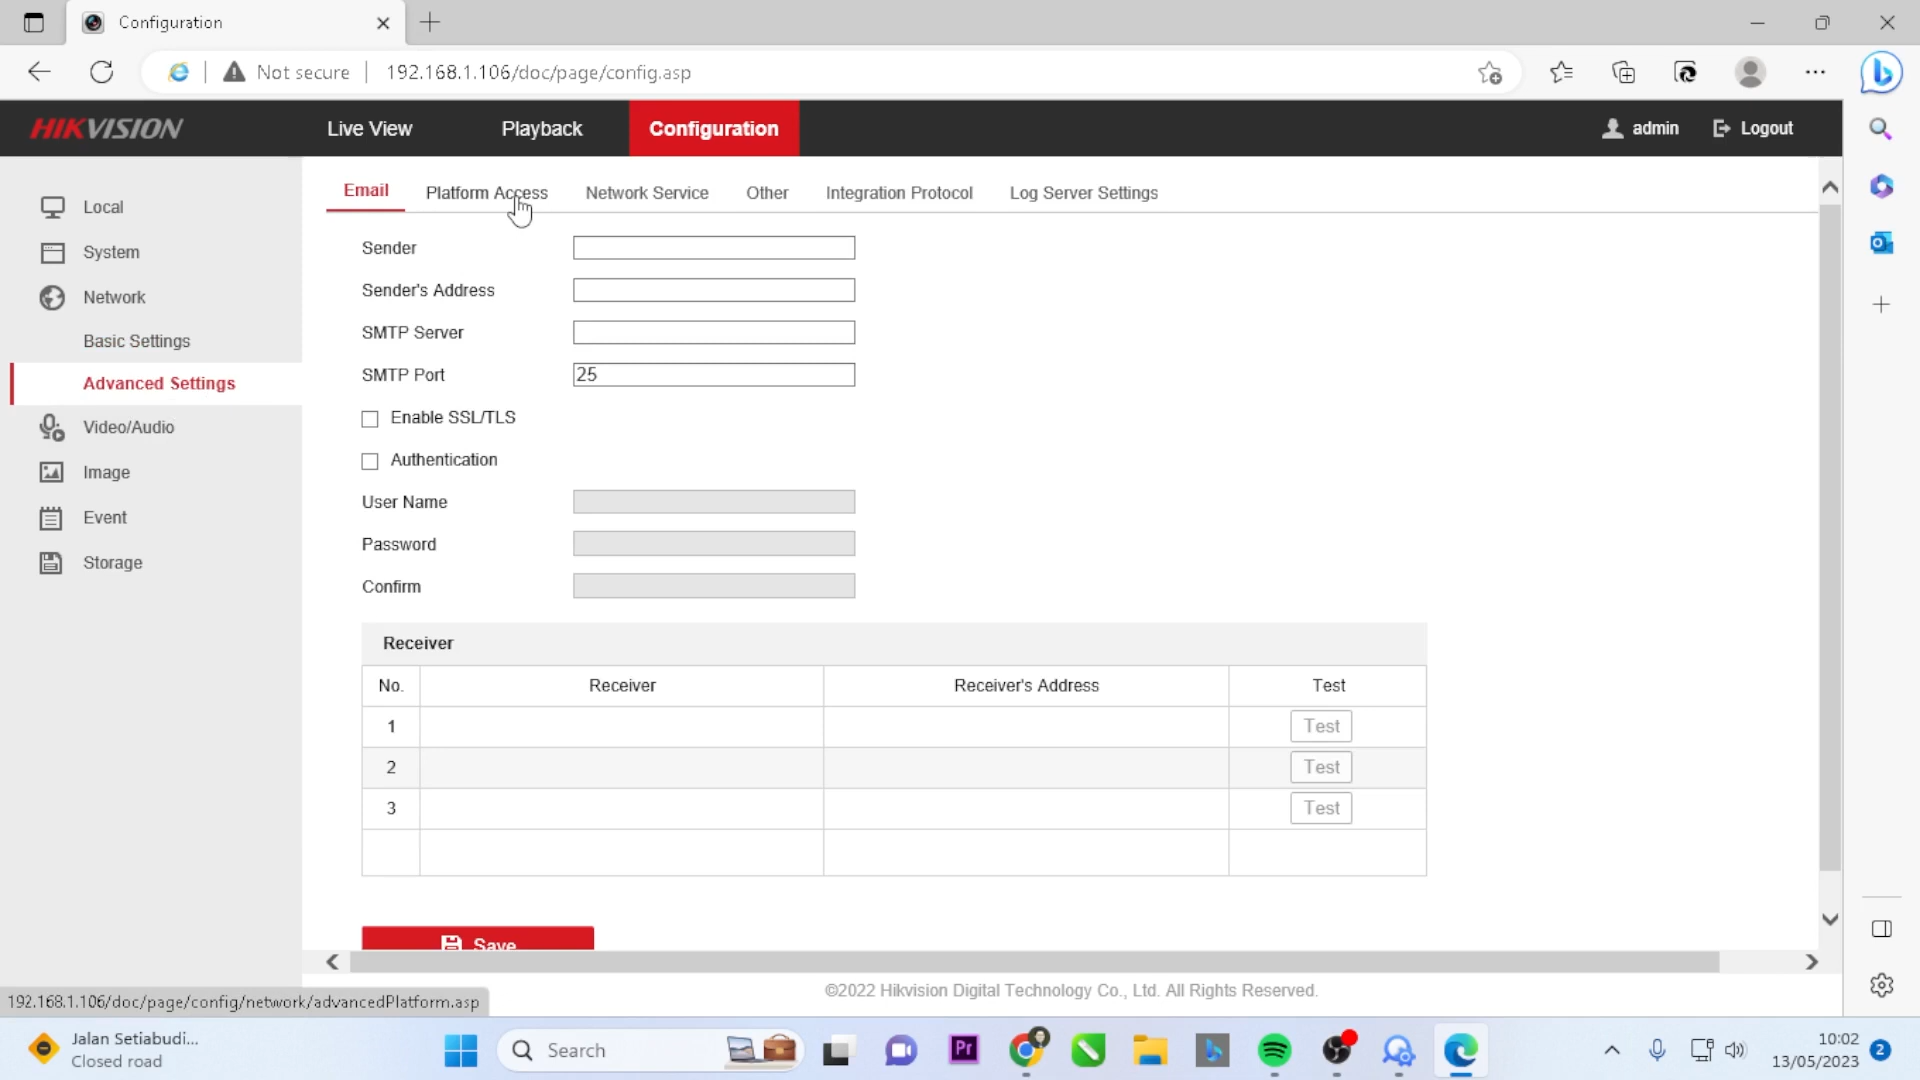 Configuration
Not secure
192.168.1.106/doc/page/config.asp
HIKVISION
Live View
Playback
Configuration
admin
Logout
Local
System
Network
Basic Settings
Advanced Settings
Video/Audio
Image
Event
Storage
Email
Platform Access
Network Service
Other
Integration Protocol
Log Server Settings
Sender
Sender's Address
SMTP Server
SMTP Port
25
Enable SSL/TLS
Authentication
User Name
Password
Confirm
Receiver
No.
Receiver
Receiver's Address
Test
1
Test
2
Test
3
Test
Save
©2022 Hikvision Digital Technology Co., Ltd. All Rights Reserved.
192.168.1.106/doc/page/config/network/advancedPlatform.asp
Jalan Setiabudi...
Closed road
Search
Pr
10:02
13/05/2023
2